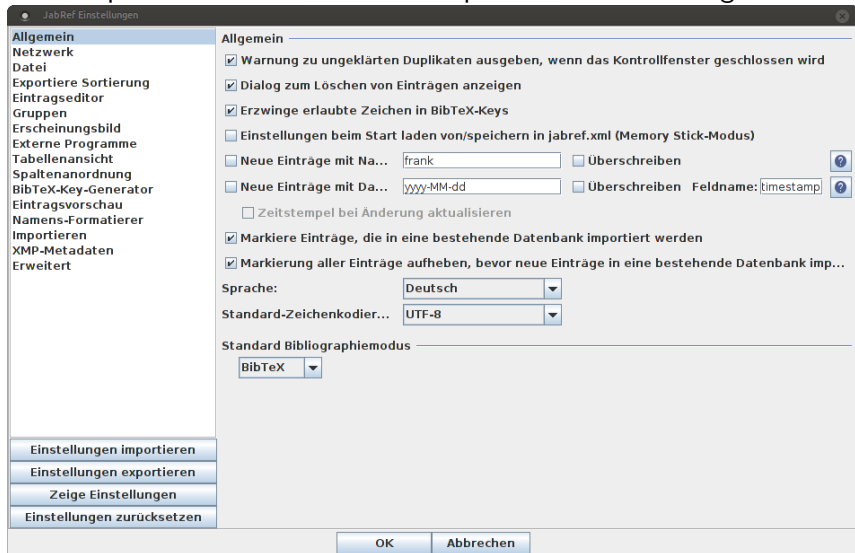 JabRef Einstellungen
Allgemein
Netzwerk
Datei
Exportiere Sortierung
Eintragseditor
Gruppen
Erscheinungsbild
Externe Programme
Tabellenansicht
Spaltenanordnung
BibTeX-Key-Generator
Eintragsvorschau
Namens-Formatierer
Importieren
XMP-Metadaten
Erweitert
Einstellungen importieren
Einstellungen exportieren
Zeige Einstellungen
Einstellungen zurücksetzen
Allgemein
Warnung zu ungeklärten Duplikaten ausgeben, wenn das Kontrollfenster geschlossen wird
Dialog zum Löschen von Einträgen anzeigen
Erzwinge erlaubte Zeichen in BibTeX-Keys
Einstellungen beim Start laden von/speichern in jabref.xml (Memory Stick-Modus)
Neue Einträge mit Na... frank Überschreiben ?
Neue Einträge mit Da... yyyy-MM-dd Überschreiben Feldname: timestamp ?
Zeitstempel bei Änderung aktualisieren
Markiere Einträge, die in eine bestehende Datenbank importiert werden
Markierung aller Einträge aufheben, bevor neue Einträge in eine bestehende Datenbank imp...
Sprache: Deutsch
Standard-Zeichenkodier... UTF-8
Standard Bibliographiemodus
BibTeX
OK Abbrechen